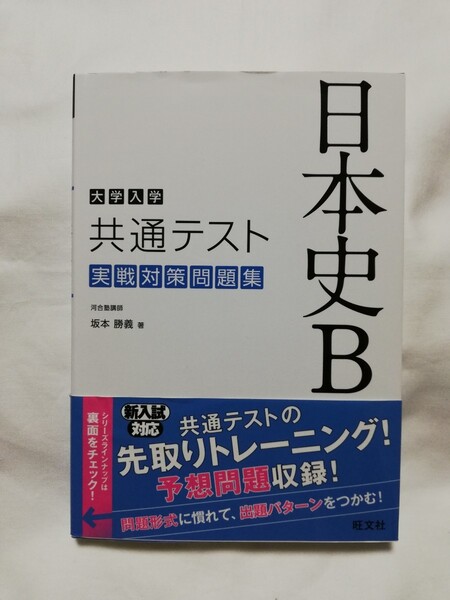 日本史B
大学入学
共通テスト
実戦対策問題集
河合塾講師
坂本 勝義 著
新入試
対応
共通テストの
先取りトレーニング!
予想問題収録!
問題形式に慣れて、出題パターンをつかむ!
シリーズラインナップは
裏面をチェック!
旺文社